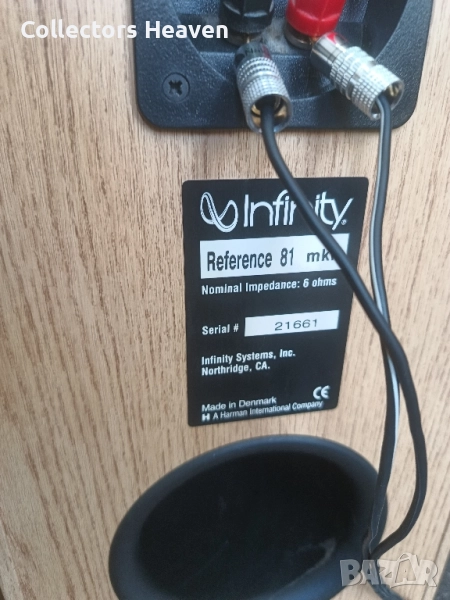 Collectors Heaven
Infinity
Reference 81
Nominal Impedance: 6 ohms
Serial # 21661
Infinity Systems, Inc.
Northridge, CA.
Made in Denmark
H A Harman International Company
CE
BAZAR